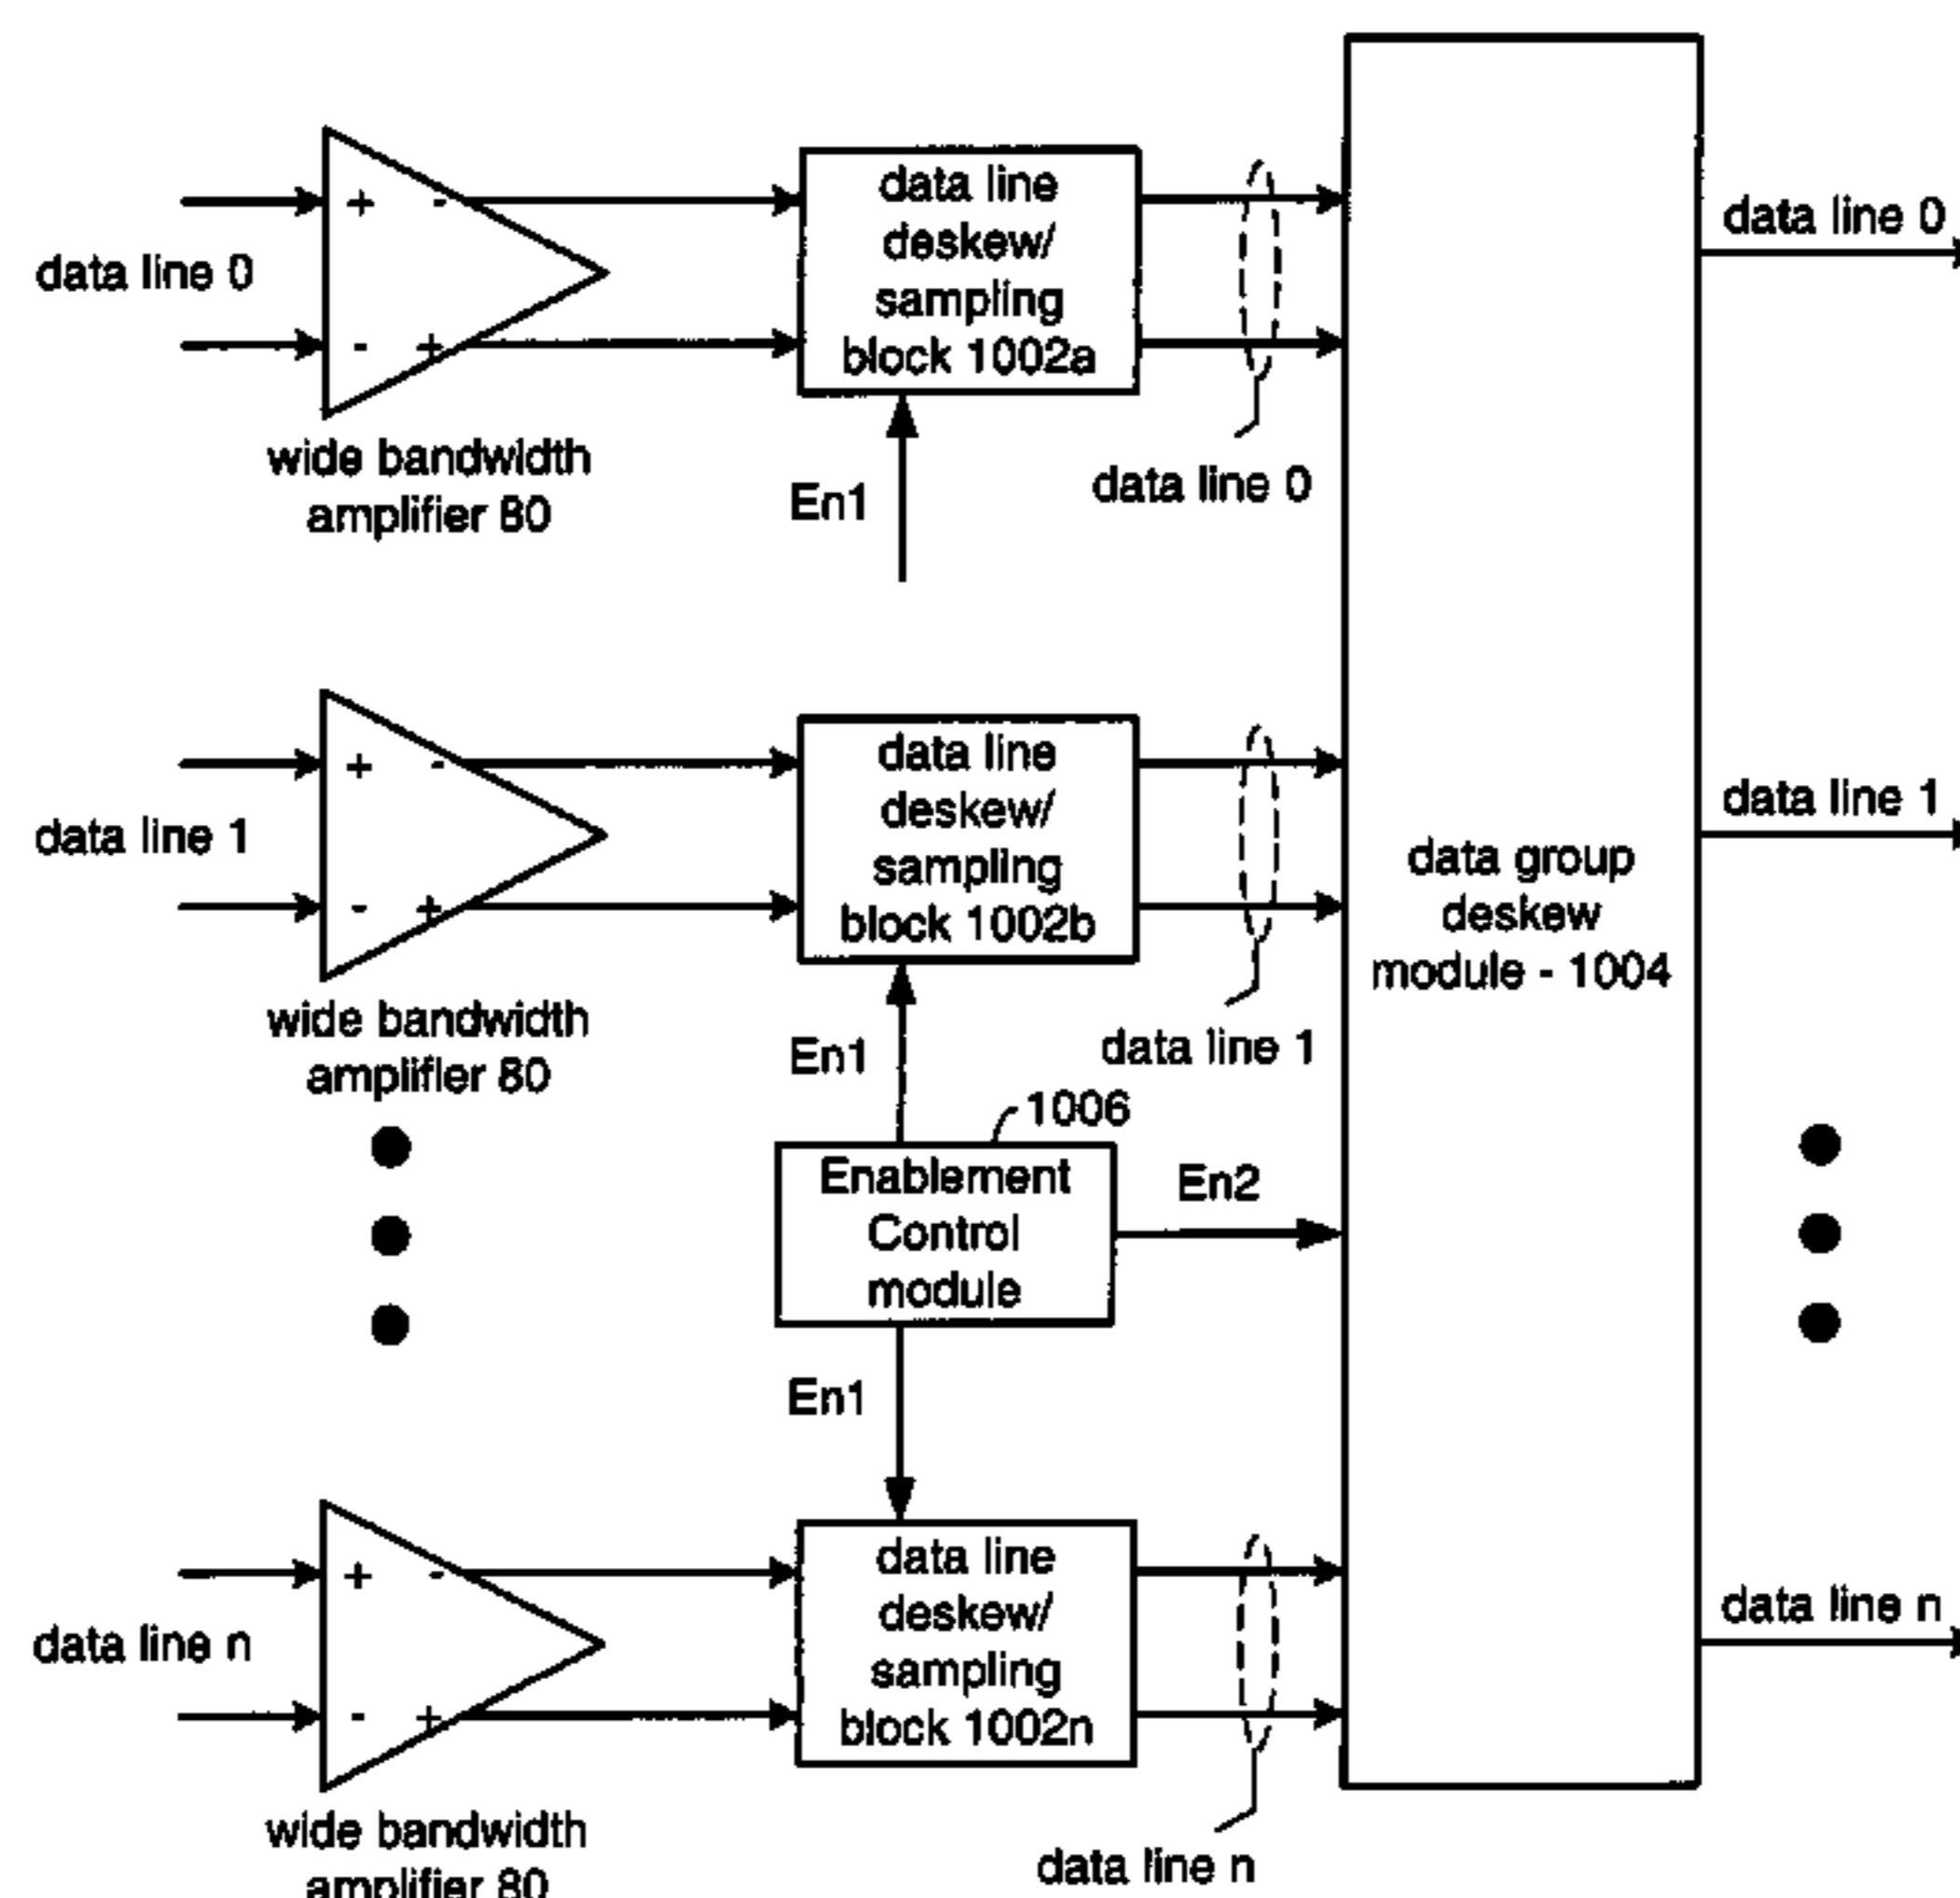 + -
data line 0
- +
wide bandwidth
amplifier 80
data line
deskew/
sampling
block 1002a
En1
data line 0
data line 0
+ -
data line 1
- +
wide bandwidth
amplifier 80
data line
deskew/
sampling
block 1002b
En1
data line 1
data group
deskew
module - 1004
data line 1
1006
Enablement
Control
module
En2
En1
+ -
data line n
- +
wide bandwidth
amplifier 80
data line
deskew/
sampling
block 1002n
data line n
data line n